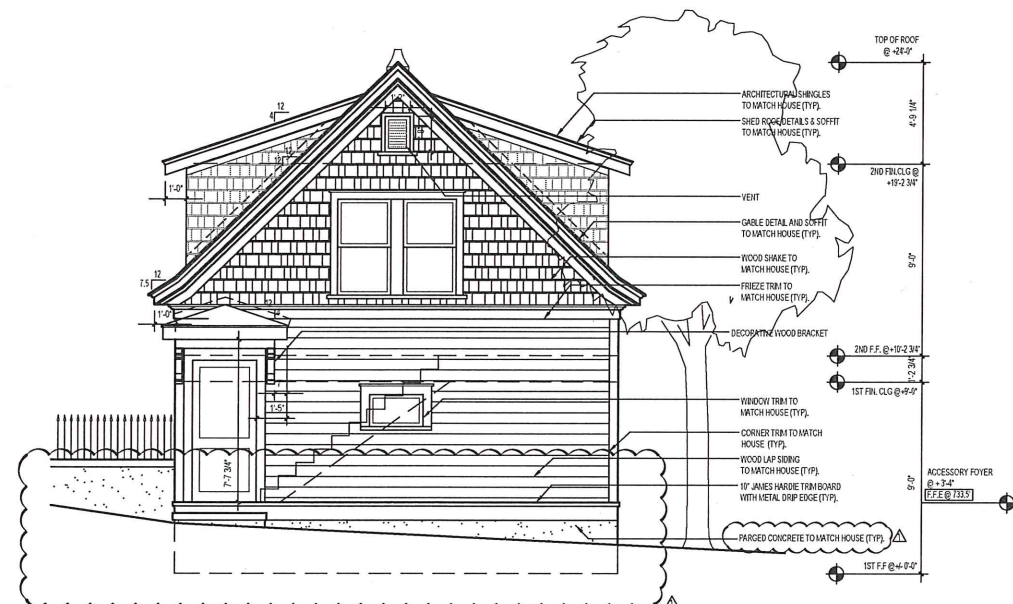 TOP OF ROOF
@ +24'-0"
4'-9 1/4"
2ND FIN.CLG @
+19'-2 3/4"
9'-0"
2ND F.F. @+10'-2 3/4"
1'-2 3/4"
1ST FIN. CLG @+9'-0"
9'-0"
ACCESSORY FOYER
@ + 3'-4"
F.F.E @ 733.5'
1ST F.F @+/- 0'-0"
ARCHITECTURAL SHINGLES
TO MATCH HOUSE (TYP).
SHED ROOF DETAILS & SOFFIT
TO MATCH HOUSE (TYP).
VENT
GABLE DETAIL AND SOFFIT
TO MATCH HOUSE (TYP).
WOOD SHAKE TO
MATCH HOUSE (TYP).
FRIEZE TRIM TO
MATCH HOUSE (TYP).
DECORATIVE WOOD BRACKET
WINDOW TRIM TO
MATCH HOUSE (TYP).
CORNER TRIM TO MATCH
HOUSE (TYP).
WOOD LAP SIDING
TO MATCH HOUSE (TYP).
10" JAMES HARDIE TRIM BOARD
WITH METAL DRIP EDGE (TYP).
PARGED CONCRETE TO MATCH HOUSE (TYP).
1
12
4
12
12
1'-0"
12
7.5
1'-0"
12
1'-5"
7'-7 3/4"